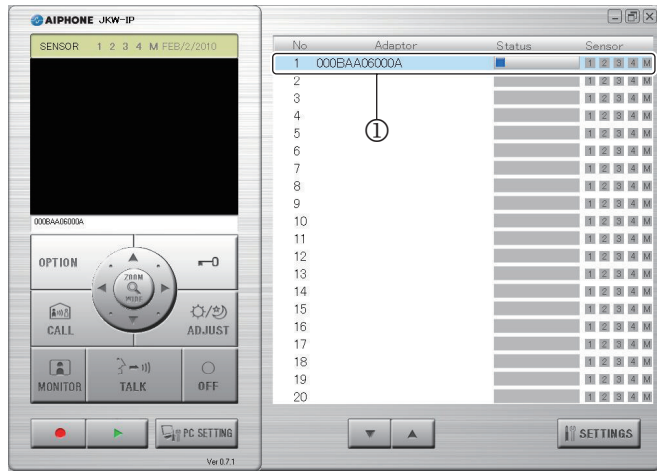 AIPHONE JKW-IP
SENSOR 1 2 3 4 M FEB/2/2010
000BAA06000A
OPTION
ZOOM
WIDE
CALL
ADJUST
MONITOR
TALK
OFF
PC SETTING
Ver 0.7.1
No Adaptor Status Sensor
1 000BAA06000A 1 2 3 4 M
①
2 1 2 3 4 M
3 1 2 3 4 M
4 1 2 3 4 M
5 1 2 3 4 M
6 1 2 3 4 M
7 1 2 3 4 M
8 1 2 3 4 M
9 1 2 3 4 M
10 1 2 3 4 M
11 1 2 3 4 M
12 1 2 3 4 M
13 1 2 3 4 M
14 1 2 3 4 M
15 1 2 3 4 M
16 1 2 3 4 M
17 1 2 3 4 M
18 1 2 3 4 M
19 1 2 3 4 M
20 1 2 3 4 M
SETTINGS